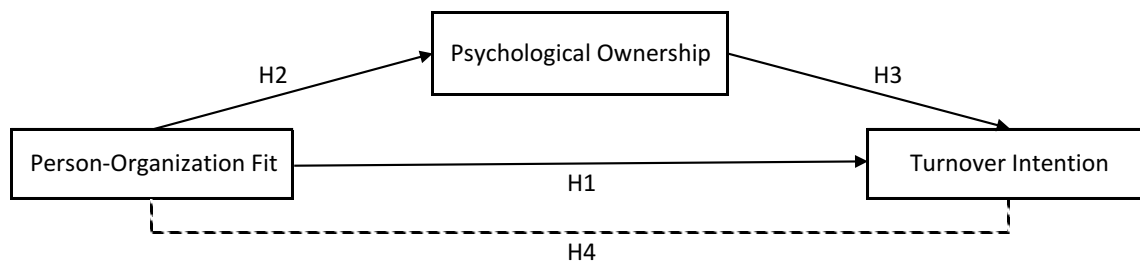 Psychological Ownership
H2
H3
Person-Organization Fit
Turnover Intention
H1
H4